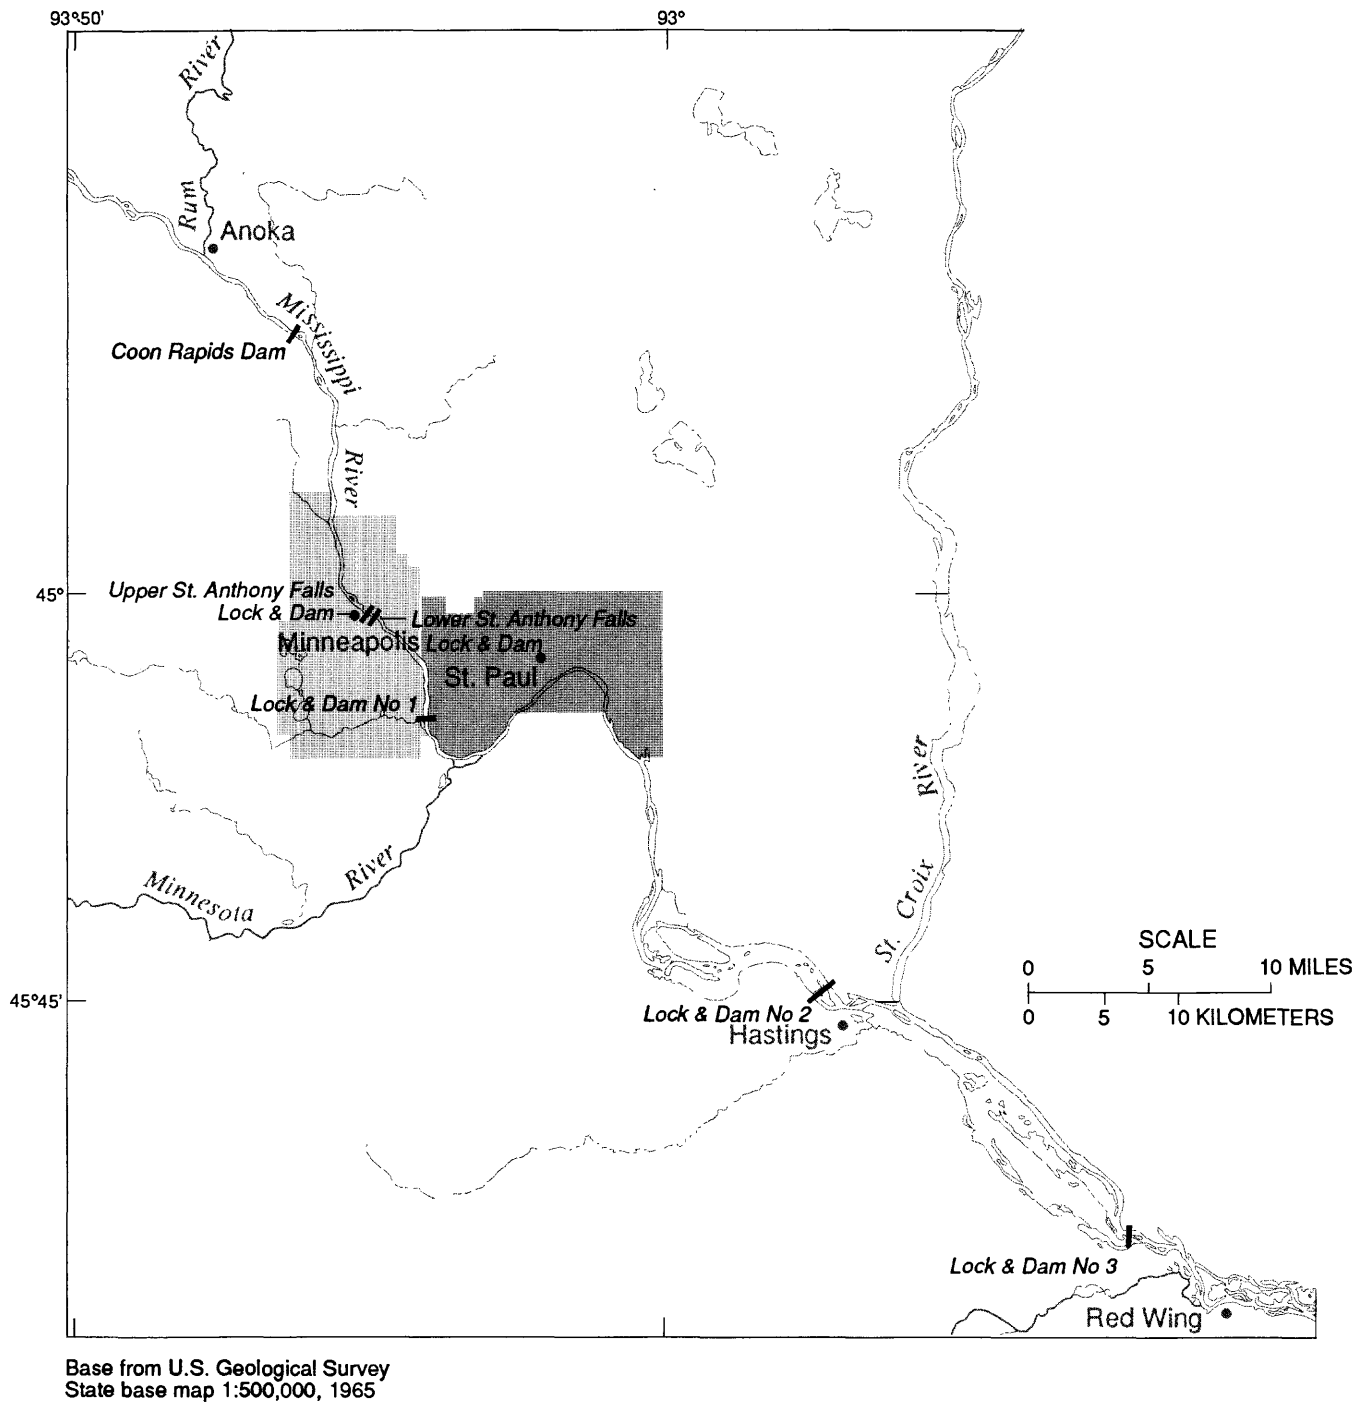 93°50'
93°
River
Rum
Anoka
Mississippi
Coon Rapids Dam
River
Upper St. Anthony Falls
45°
Lock & Dam
Lower St. Anthony Falls
Minneapolis
Lock & Dam
St. Paul
Lock & Dam No 1
River
River
Minnesota
St. Croix
SCALE
0 5 10 MILES
45°45'
Lock & Dam No 2
0 5 10 KILOMETERS
Hastings
Lock & Dam No 3
Red Wing
Base from U.S. Geological Survey
State base map 1:500,000, 1965